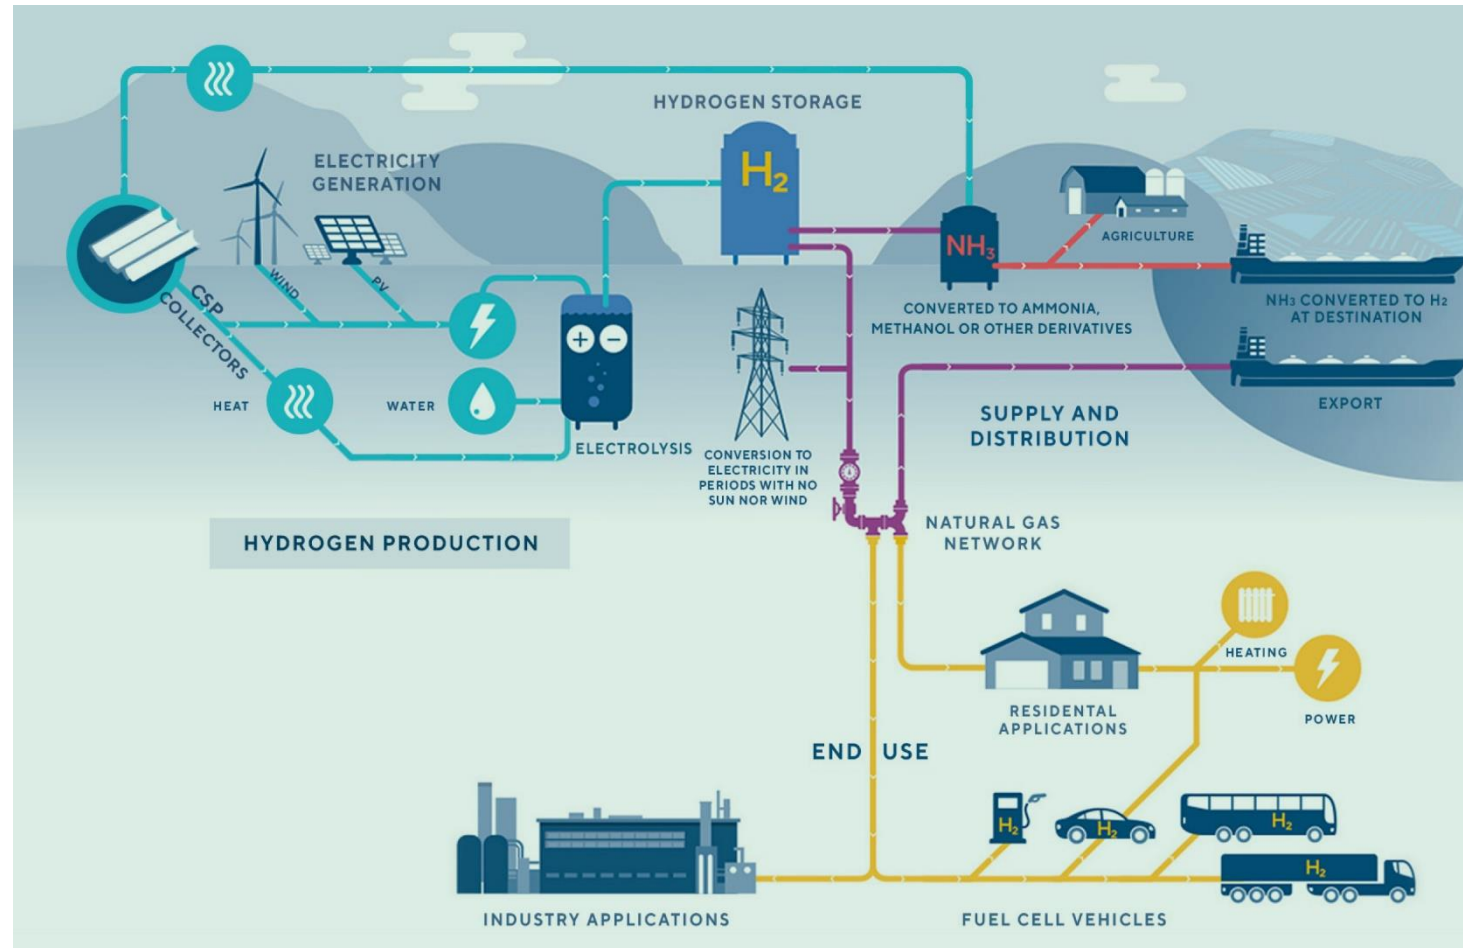 HYDROGEN STORAGE
H2
ELECTRICITY
GENERATION
WIND
PV
CSP
COLLECTORS
HEAT
WATER
+
−
ELECTROLYSIS
NH3
AGRICULTURE
CONVERTED TO AMMONIA,
METHANOL OR OTHER DERIVATIVES
NH3 CONVERTED TO H2
AT DESTINATION
EXPORT
SUPPLY AND
DISTRIBUTION
CONVERSION TO
ELECTRICITY IN
PERIODS WITH NO
SUN NOR WIND
HYDROGEN PRODUCTION
NATURAL GAS
NETWORK
HEATING
POWER
RESIDENTAL
APPLICATIONS
END USE
H2
H2
H2
H2
INDUSTRY APPLICATIONS
FUEL CELL VEHICLES